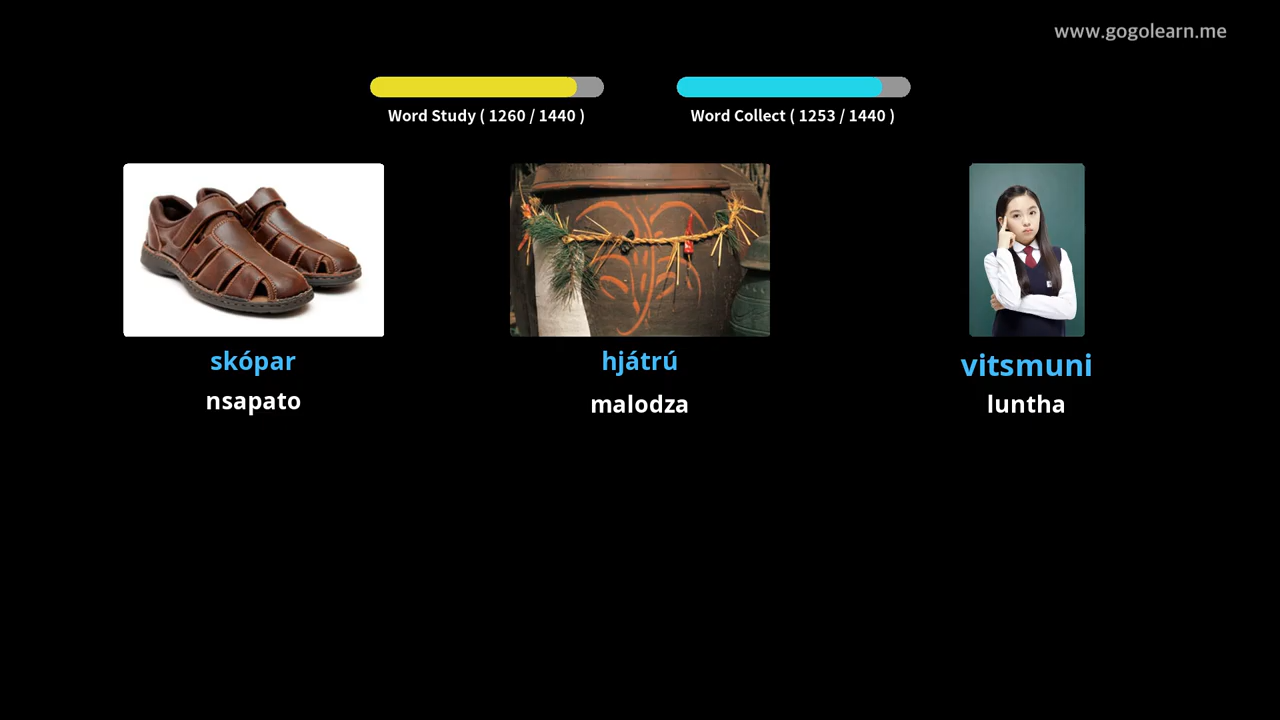 www.gogolearn.me
Word Study ( 1260 / 1440 )
Word Collect ( 1253 / 1440 )
skópar
hjátrú
vitsmuni
nsapato
malodza
luntha